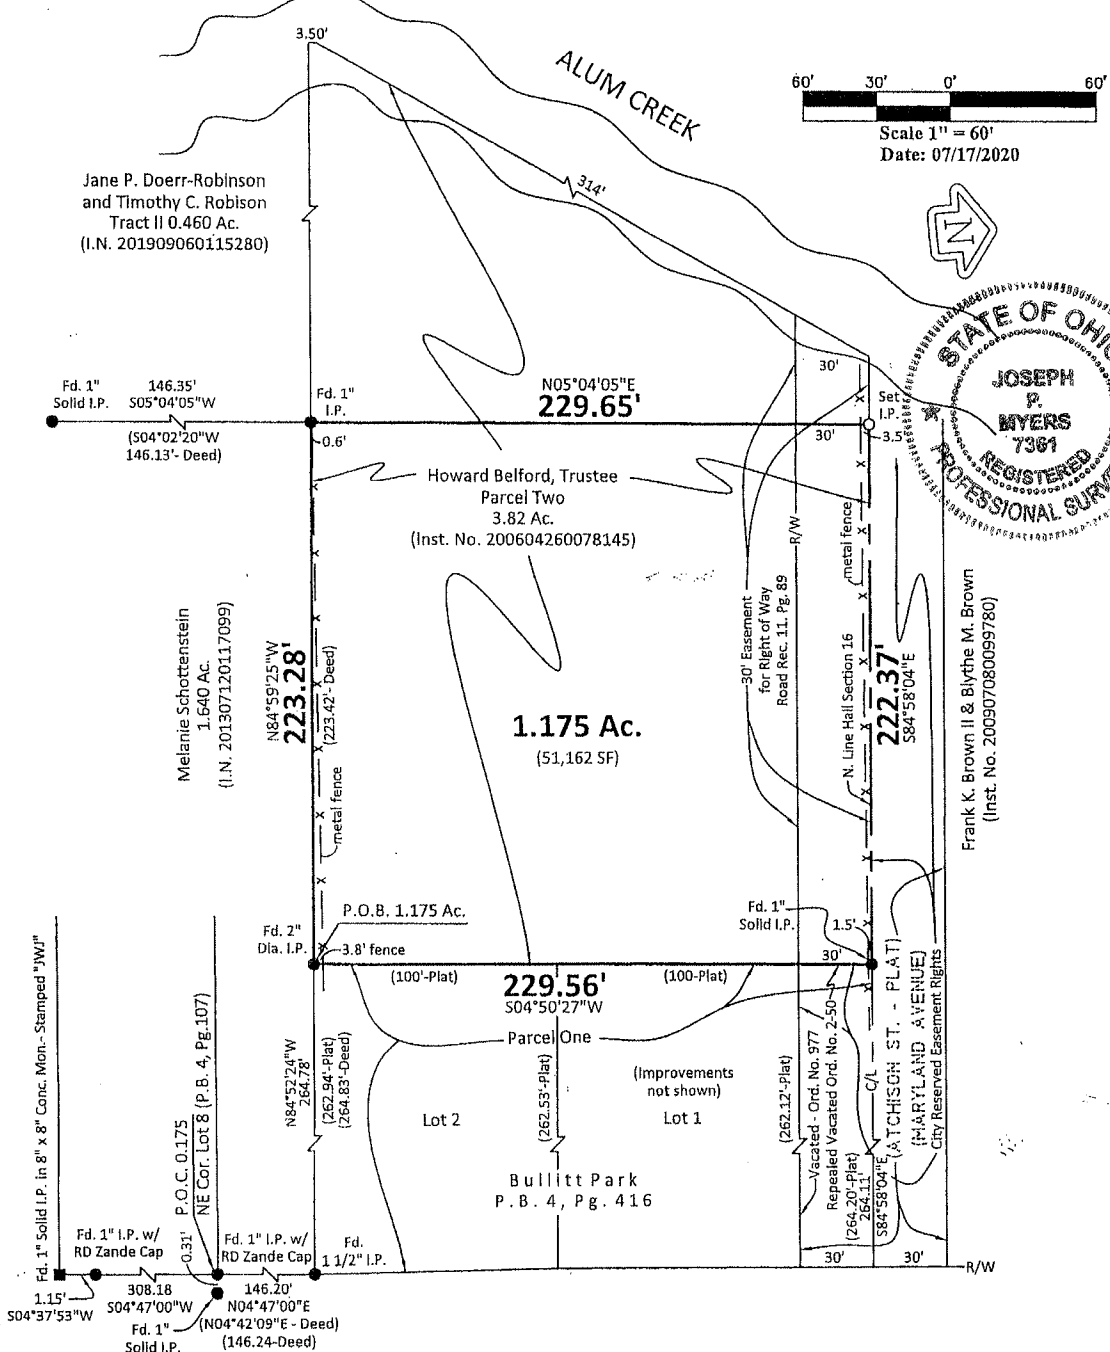 3.50'
ALUM CREEK
60' 30' 0' 60'
Scale 1" = 60'
Date: 07/17/2020
314'
Jane P. Doerr-Robinson
and Timothy C. Robison
Tract II 0.460 Ac.
(I.N. 201909060115280)
N
STATE OF OHIO
JOSEPH
P.
MYERS
7361
REGISTERED
PROFESSIONAL
30'
Fd. 1"
Solid I.P.
146.35'
S05°04'05"W
(S04°02'20"W
146.13'- Deed)
Fd. 1"
I.P.
0.6'
N05°04'05"E
229.65'
30'
Set
I.P.
3.5'
Howard Belford, Trustee
Parcel Two
3.82 Ac.
(Inst. No. 200604260078145)
R/W
metal fence
30' Easement
for Right of Way
Road Rec. 11. Pg. 89
N. Line Hall Section 16
222.37'
S84°58'04"E
Frank K. Brown II & Blythe M. Brown
(Inst. No. 200907080099780)
Melanie Schottenstein
1.640 Ac.
(I.N. 201307120117099)
N84°59'25"W
223.28'
(223.42'- Deed)
metal fence
1.175 Ac.
(51,162 SF)
P.O.B. 1.175 Ac.
Fd. 2"
Dia. I.P.
3.8' fence
Fd. 1"
Solid I.P.
1.5'
30'
(100'-Plat)
229.56'
S04°50'27"W
(100-Plat)
Parcel One
(Improvements
not shown)
Lot 2
Lot 1
Bullitt Park
P.B. 4, Pg. 416
N84°52'24"W
264.78'
(262.94'-Plat)
(264.83'-Deed)
(262.53'-Plat)
(262.12'-Plat)
Vacated - Ord. No. 977
Repealed Vacated Ord. No. 2-50
(264.20'-Plat)
264.11'
S84°58'04"E
C/L
(ATCHISON ST. - PLAT)
(MARYLAND AVENUE)
City Reserved Easement Rights
Fd. 1" Solid I.P. in 8" x 8" Conc. Mon.- Stamped "JWJ"
P.O.C. 0.175
NE Cor. Lot 8 (P.B. 4, Pg.107)
Fd. 1" I.P. w/
RD Zande Cap
0.31'
Fd. 1" I.P. w/
RD Zande Cap
Fd.
1 1/2" I.P.
30'
30'
R/W
1.15'
S04°37'53"W
308.18
S04°47'00"W
146.20'
N04°47'00"E
(N04°42'09"E - Deed)
(146.24-Deed)
Fd. 1"
Solid I.P.